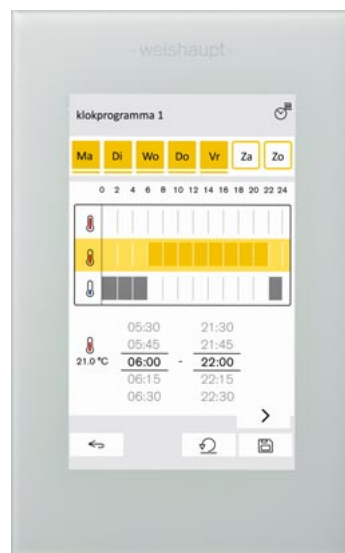 -weishaupt-
klokprogramma 1
Ma Di Wo Do Vr Za Zo
0 2 4 6 8 10 12 14 16 18 20 22 24
05:30 21:30
05:45 21:45
21.0 °C 06:00 - 22:00
06:15 22:15
06:30 22:30